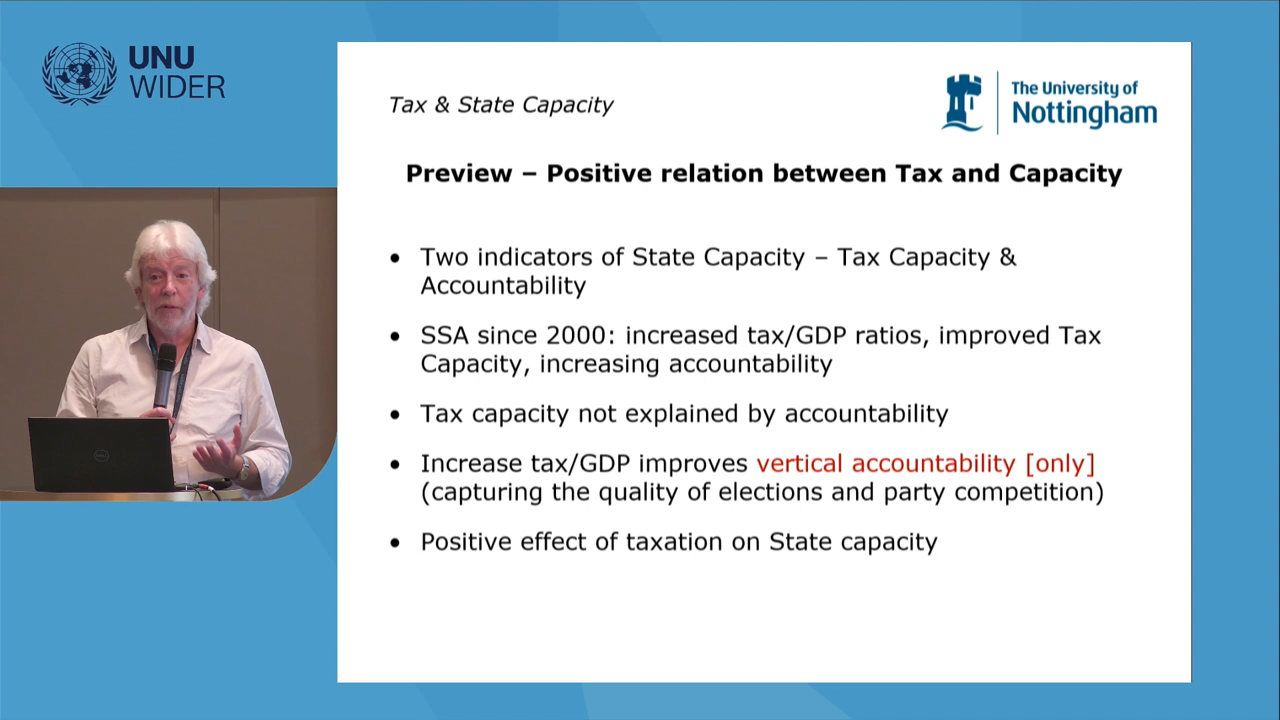 UNU
WIDER
Tax & State Capacity
The University of
Nottingham
Preview – Positive relation between Tax and Capacity
• Two indicators of State Capacity – Tax Capacity &
Accountability
• SSA since 2000: increased tax/GDP ratios, improved Tax
Capacity, increasing accountability
• Tax capacity not explained by accountability
• Increase tax/GDP improves vertical accountability [only]
(capturing the quality of elections and party competition)
• Positive effect of taxation on State capacity